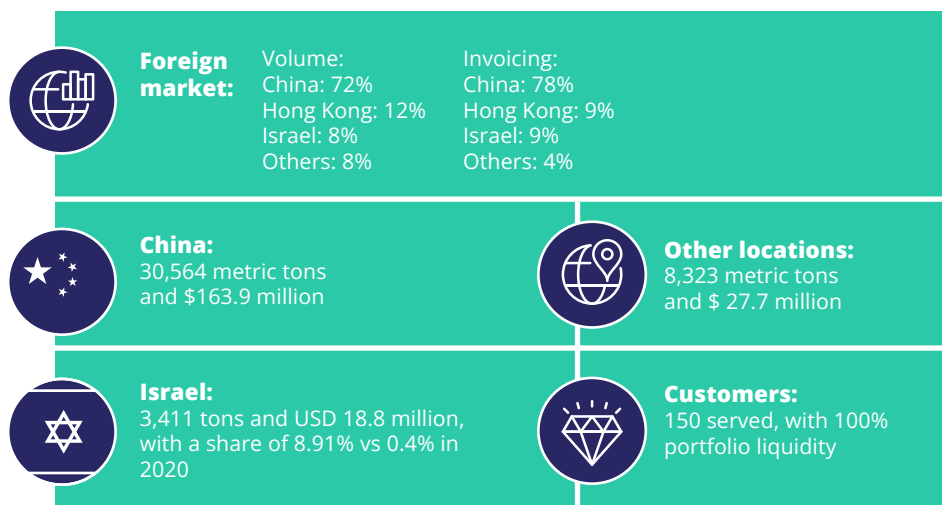 Foreign
market:
Volume:
China: 72%
Hong Kong: 12%
Israel: 8%
Others: 8%
Invoicing:
China: 78%
Hong Kong: 9%
Israel: 9%
Others: 4%
China:
30,564 metric tons
and $163.9 million
Other locations:
8,323 metric tons
and $ 27.7 million
Israel:
3,411 tons and USD 18.8 million,
with a share of 8.91% vs 0.4% in
2020
Customers:
150 served, with 100%
portfolio liquidity